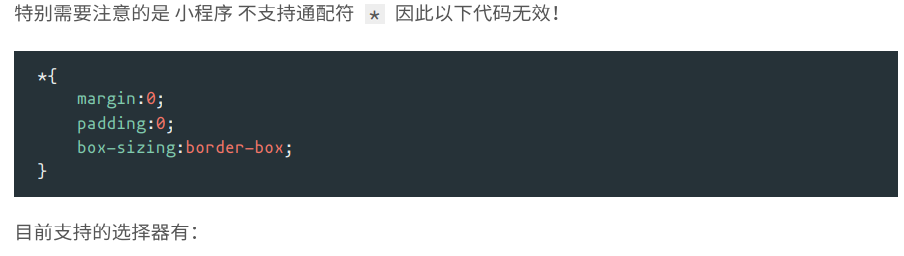 特别需要注意的是 小程序 不支持通配符 * 因此以下代码无效!
*{
    margin:0;
    padding:0;
    box-sizing:border-box;
}
目前支持的选择器有: